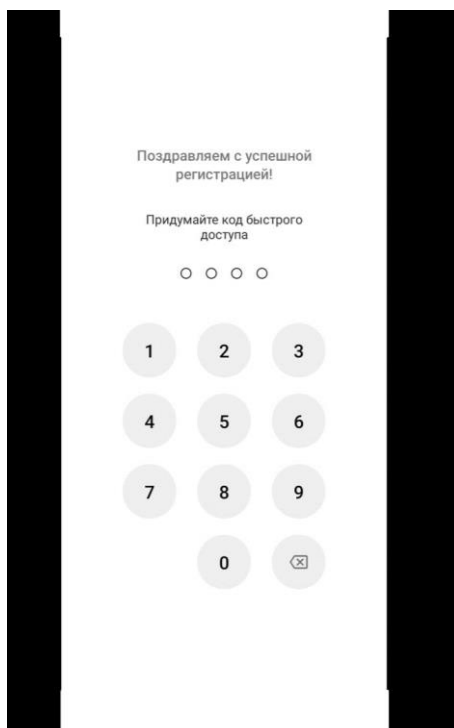 Поздравляем с успешной
регистрацией!
Придумайте код быстрого
доступа
1 2 3
4 5 6
7 8 9
0